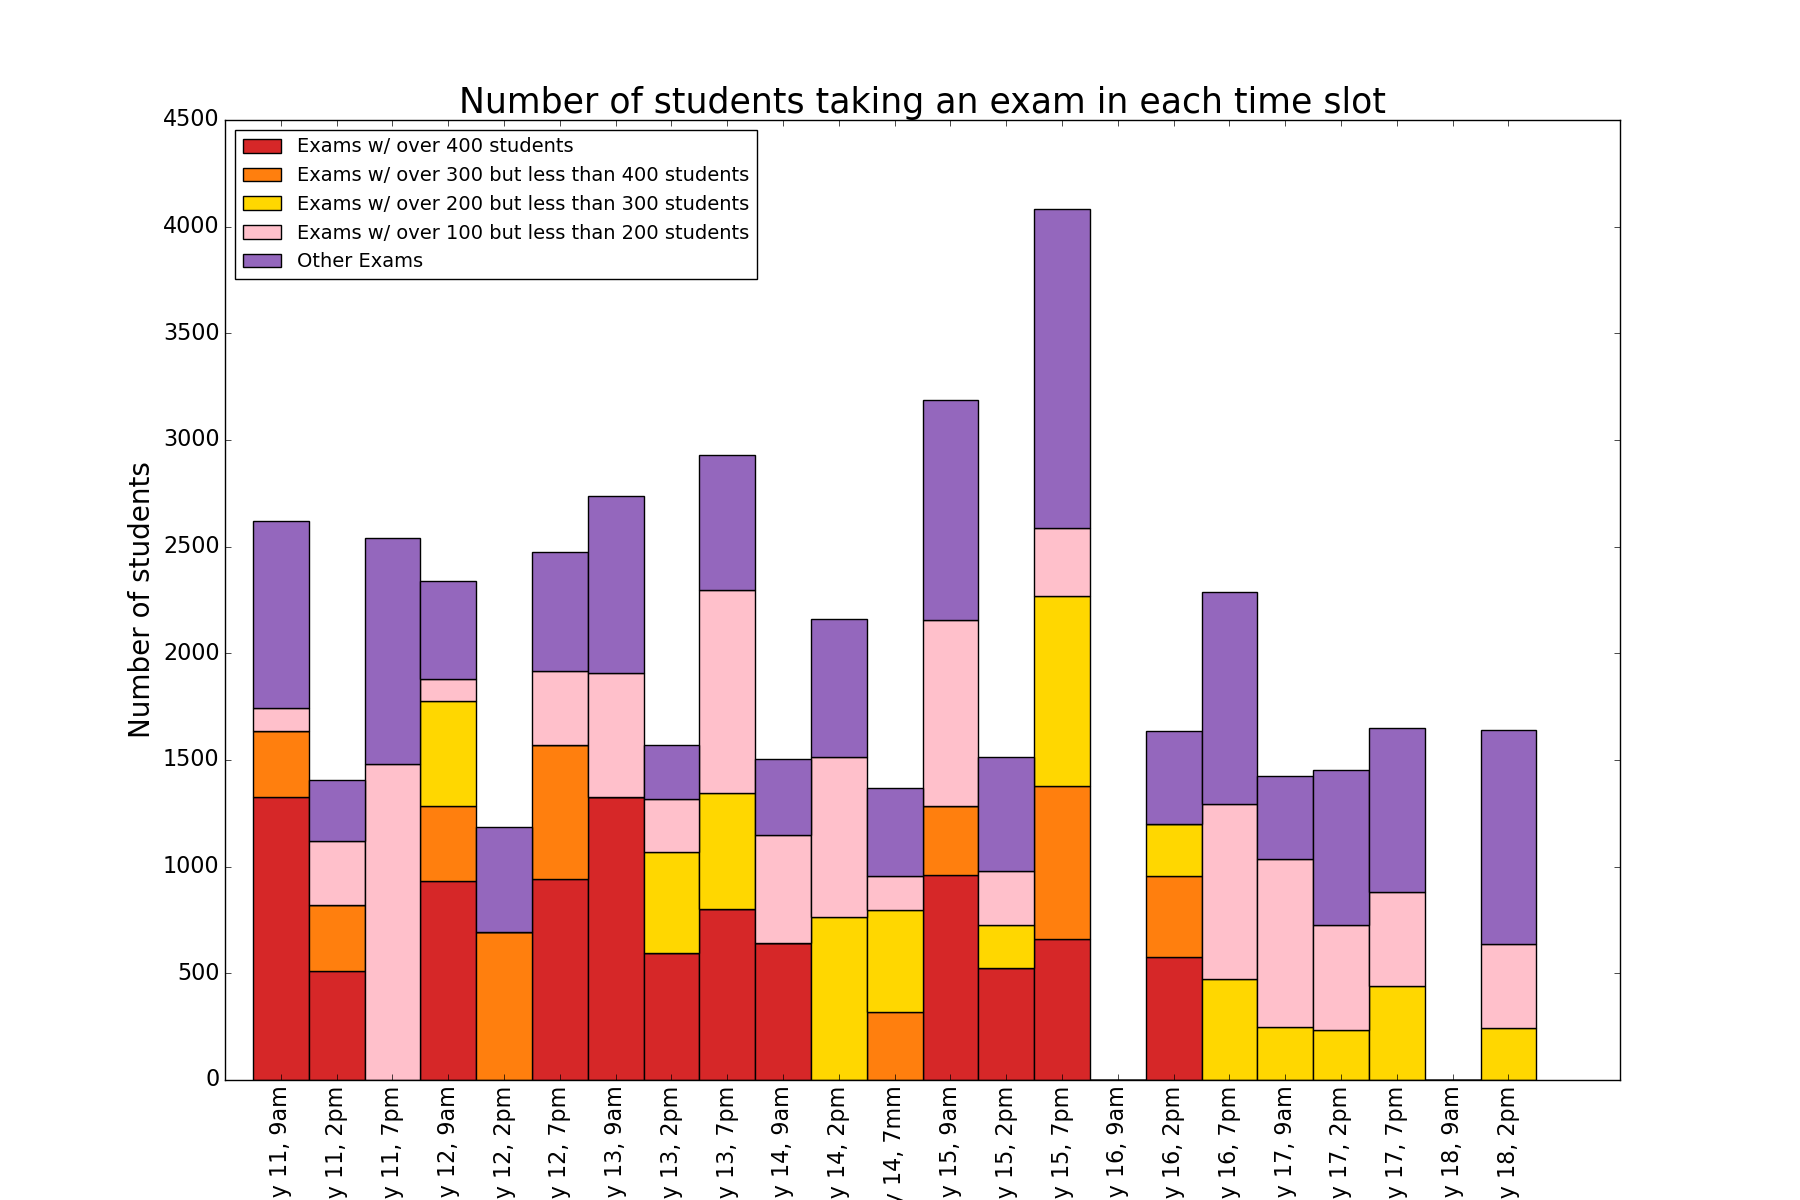 Number of students taking an exam in each time slot
Exams w/ over 400 students
Exams w/ over 300 but less than 400 students
Exams w/ over 200 but less than 300 students
Exams w/ over 100 but less than 200 students
Other Exams
Number of students
4500
4000
3500
3000
2500
2000
1500
1000
500
0
y 11, 9am
y 11, 2pm
y 11, 7pm
y 12, 9am
y 12, 2pm
y 12, 7pm
y 13, 9am
y 13, 2pm
y 13, 7pm
y 14, 9am
y 14, 2pm
y 14, 7mm
y 15, 9am
y 15, 2pm
y 15, 7pm
y 16, 9am
y 16, 2pm
y 16, 7pm
y 17, 9am
y 17, 2pm
y 17, 7pm
y 18, 9am
y 18, 2pm